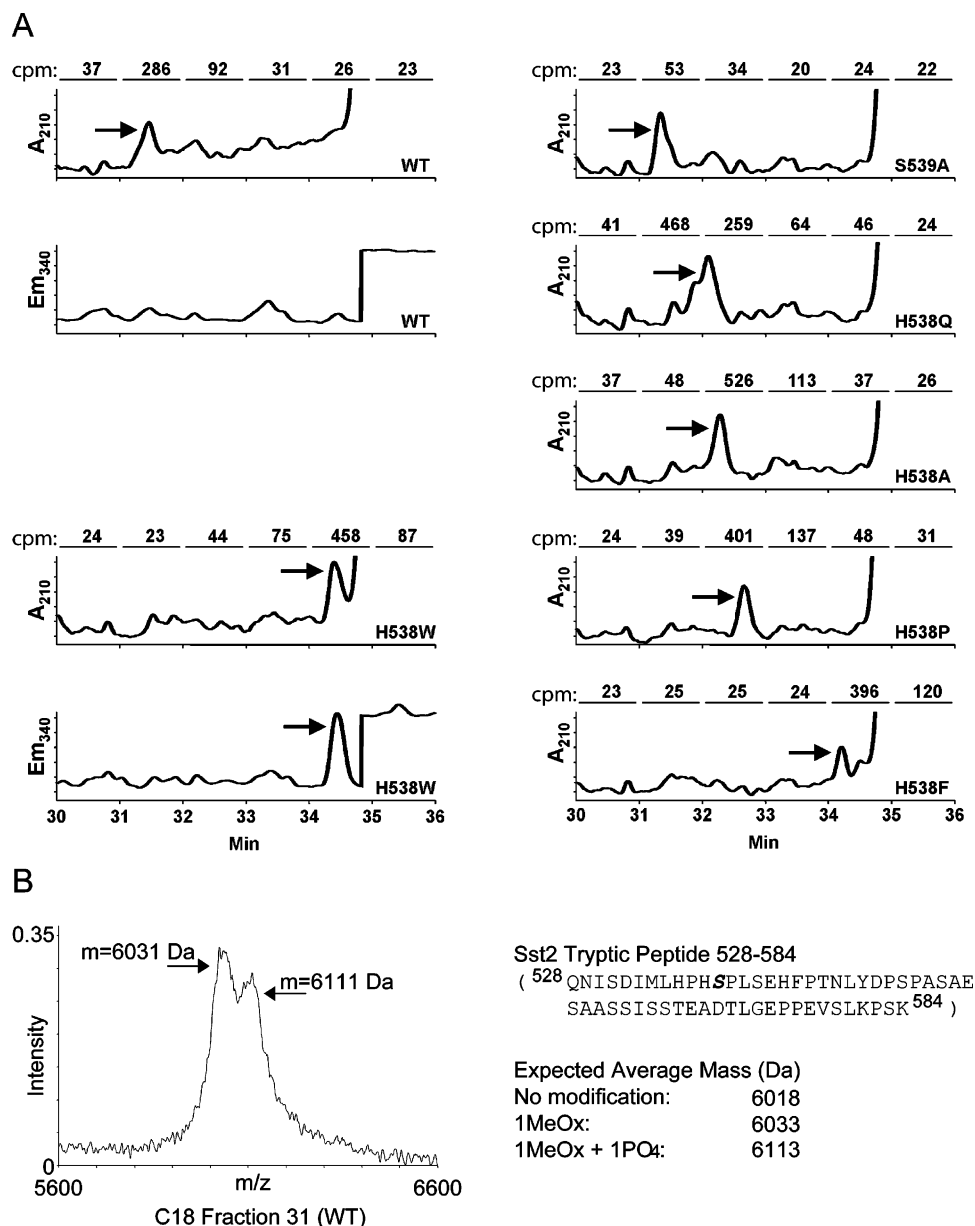 A
cpm: 37 286 92 31 26 23
A210
WT
Em340
WT
cpm: 24 23 44 75 458 87
A210
H538W
Em340
H538W
30 31 32 33 34 35 36
Min
cpm: 23 53 34 20 24 22
A210
S539A
cpm: 41 468 259 64 46 24
A210
H538Q
cpm: 37 48 526 113 37 26
A210
H538A
cpm: 24 39 401 137 48 31
A210
H538P
cpm: 23 25 25 24 396 120
A210
H538F
30 31 32 33 34 35 36
Min
B
0.35
m=6031 Da
m=6111 Da
Intensity
0
5600 m/z 6600
C18 Fraction 31 (WT)
Sst2 Tryptic Peptide 528-584
( 528 QNISDIMLHPHSPLSEHFPTNLYDPSPASAE
SAASSISSTEADTLGEPPEVSLKPSK 584 )
Expected Average Mass (Da)
No modification: 6018
1MeOx: 6033
1MeOx + 1PO4: 6113